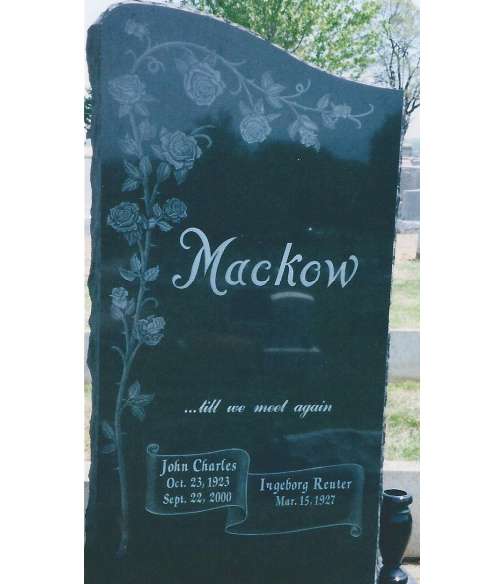 Mackow
...till we meet again
John Charles
Oct. 23, 1923
Sept. 22, 2000
Ingeborg Reuter
Mar. 15, 1927